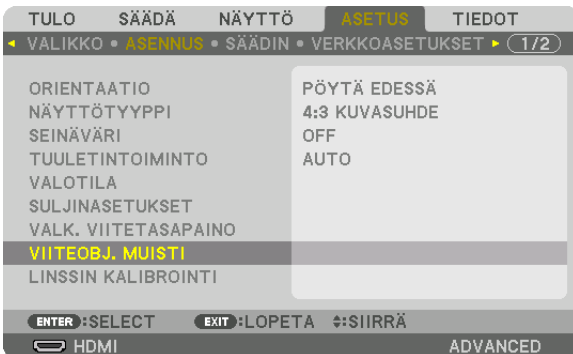 TULO SÄÄDÄ NÄYTTÖ ASETUS TIEDOT
VALIKKO • ASENNUS • SÄÄDIN • VERKKOASETUKSET 1/2
ORIENTAATIO PÖYTÄ EDESSÄ
NÄYTTÖTYYPPI 4:3 KUVASUHDE
SEINÄVÄRI OFF
TUULETINTOIMINTO AUTO
VALOTILA
SULJINASETUKSET
VALK. VIITETASAPAINO
VIITEOBJ. MUISTI
LINSSIN KALIBROINTI
ENTER :SELECT EXIT :LOPETA :SIIRRÄ
HDMI ADVANCED